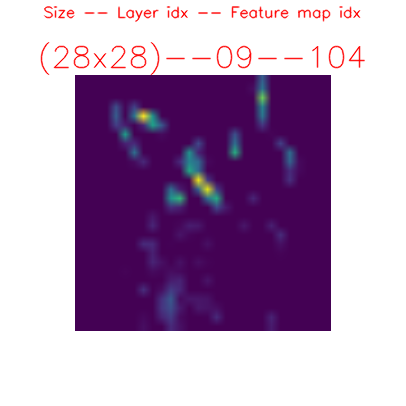 Size -- Layer idx -- Feature map idx
(28x28)--09--104